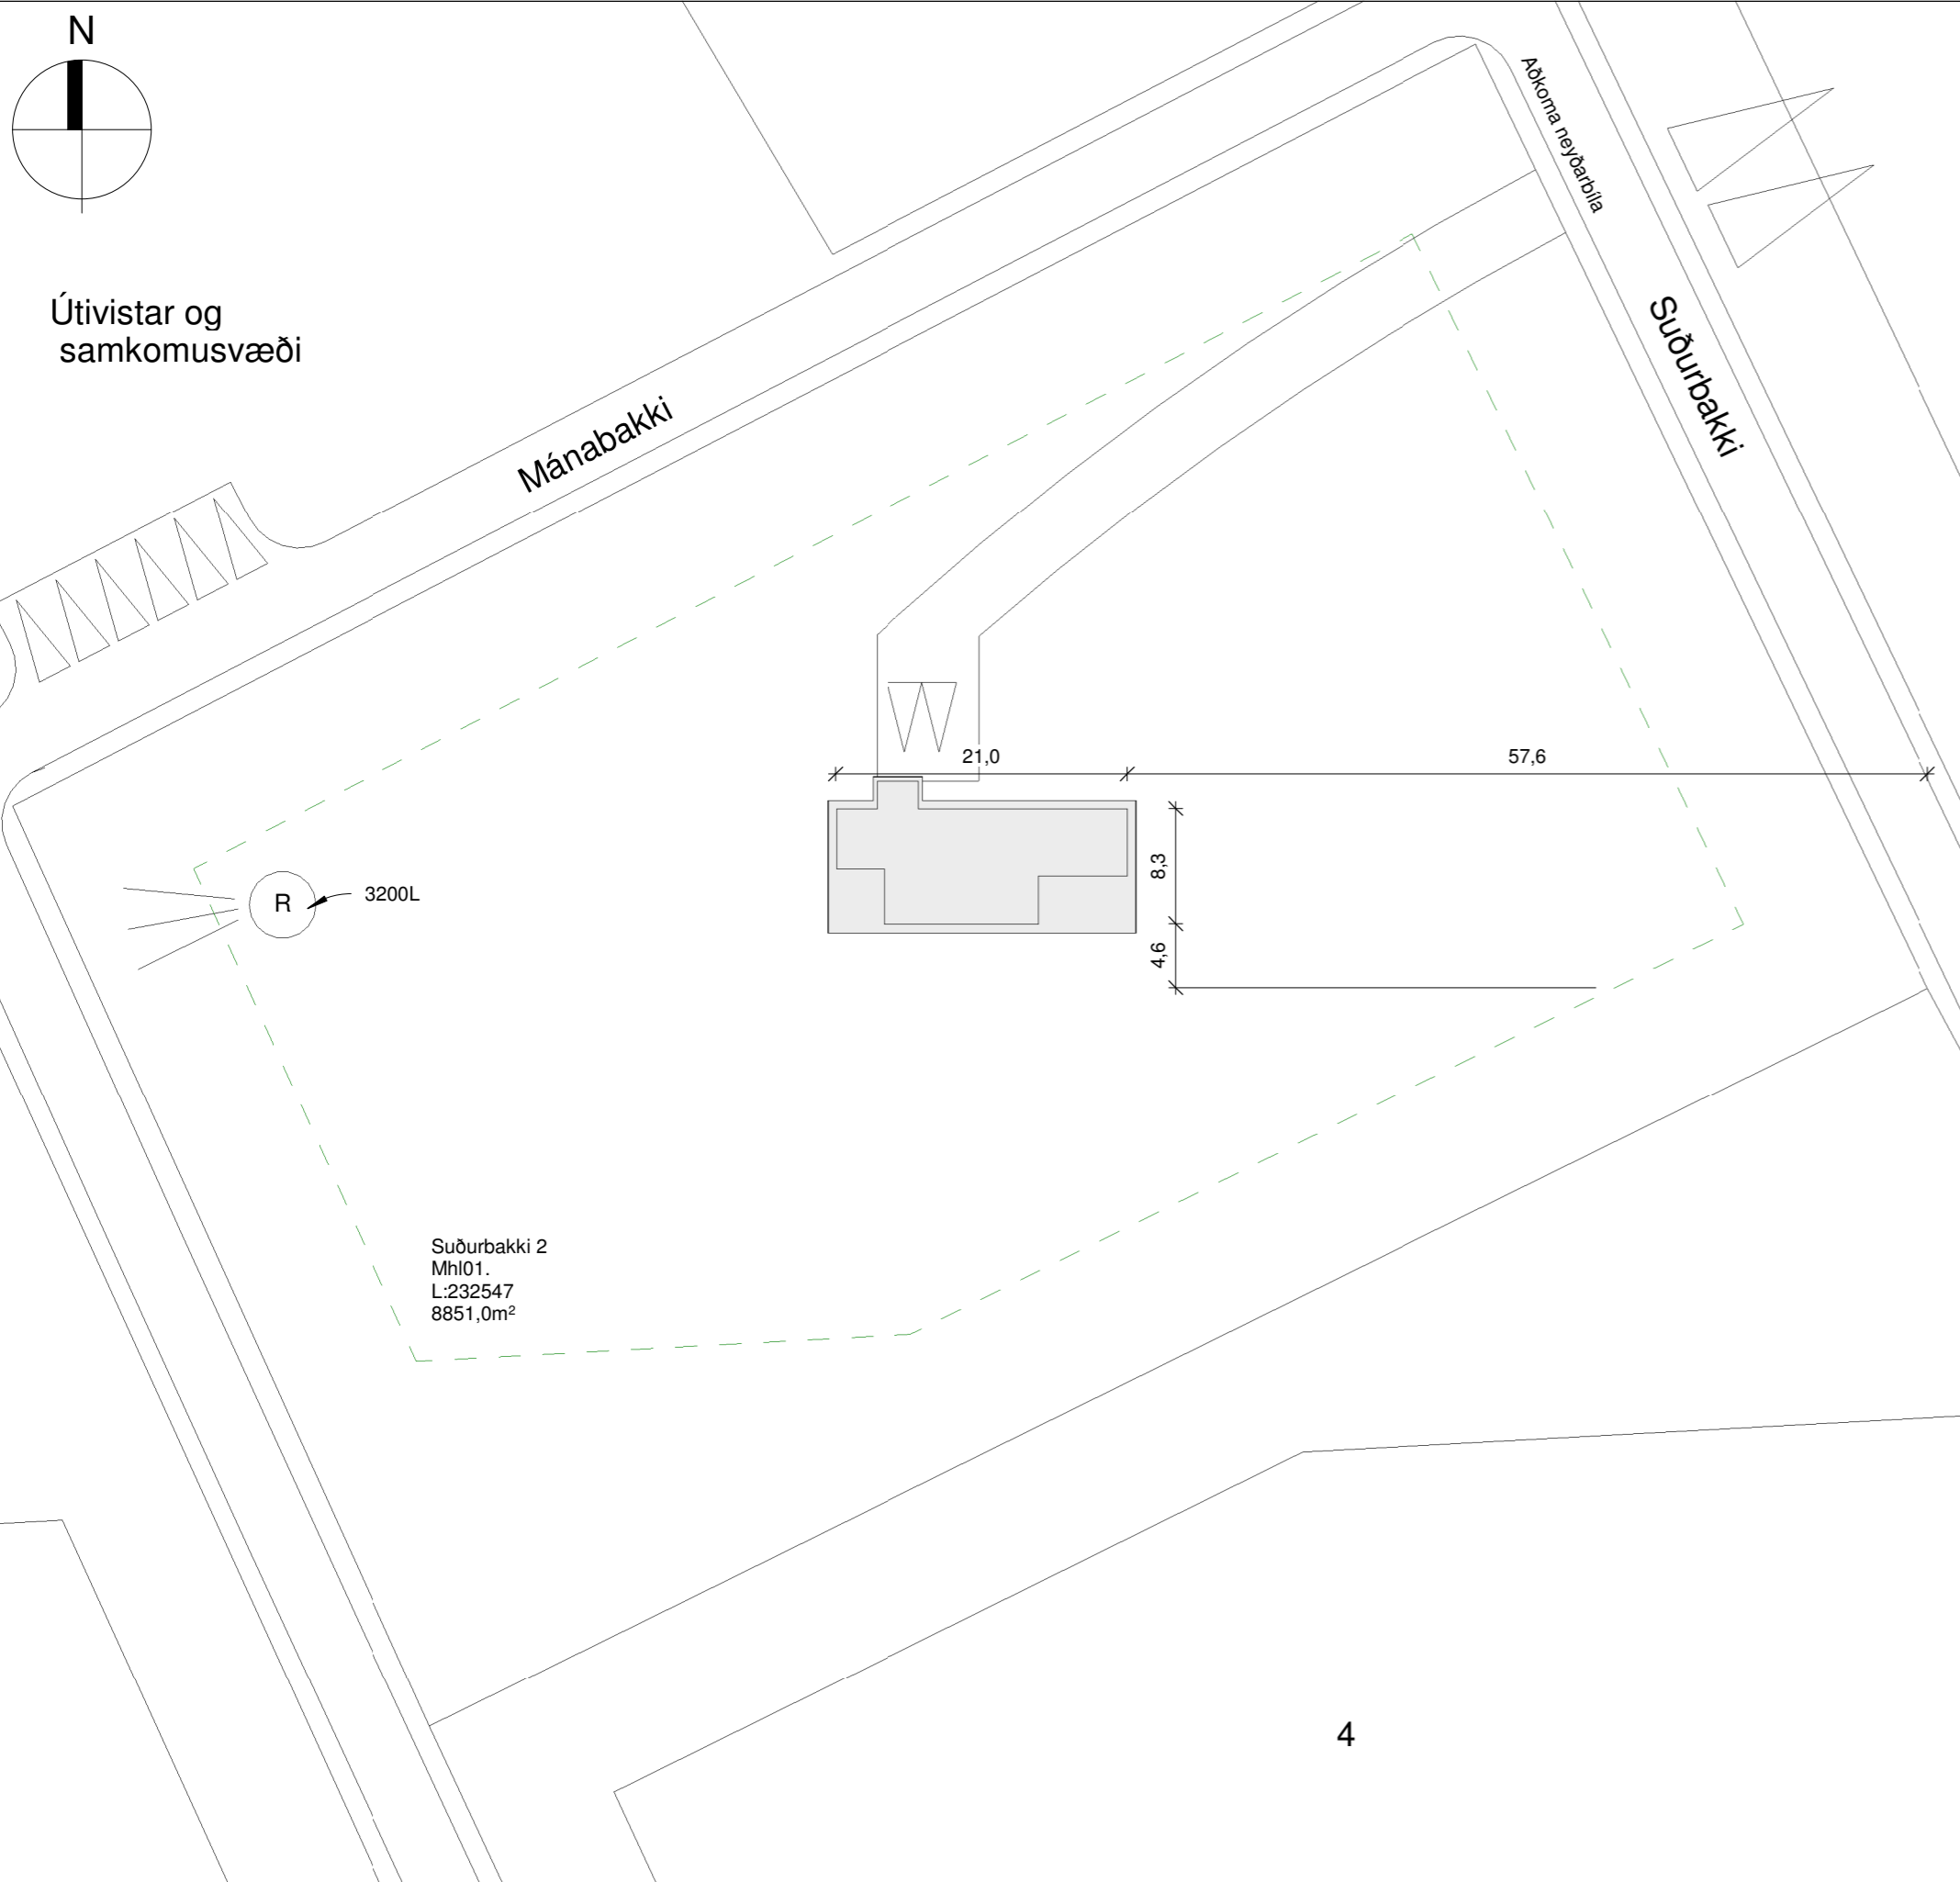 N
Aðkoma neyðarbíla
Útivistar og
samkomusvæði
Suðurbakki
Mánabakki
21,0
57,6
8,3
R
3200L
4,6
Suðurbakki 2
Mhl01.
L:232547
8851,0m²
4